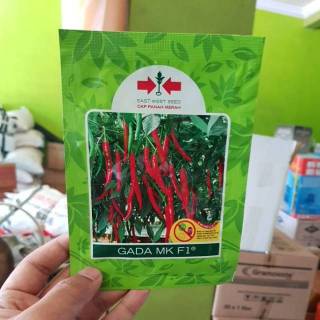 EAST WEST SEED
CAP PANAH MERAH
GADA MK F1®